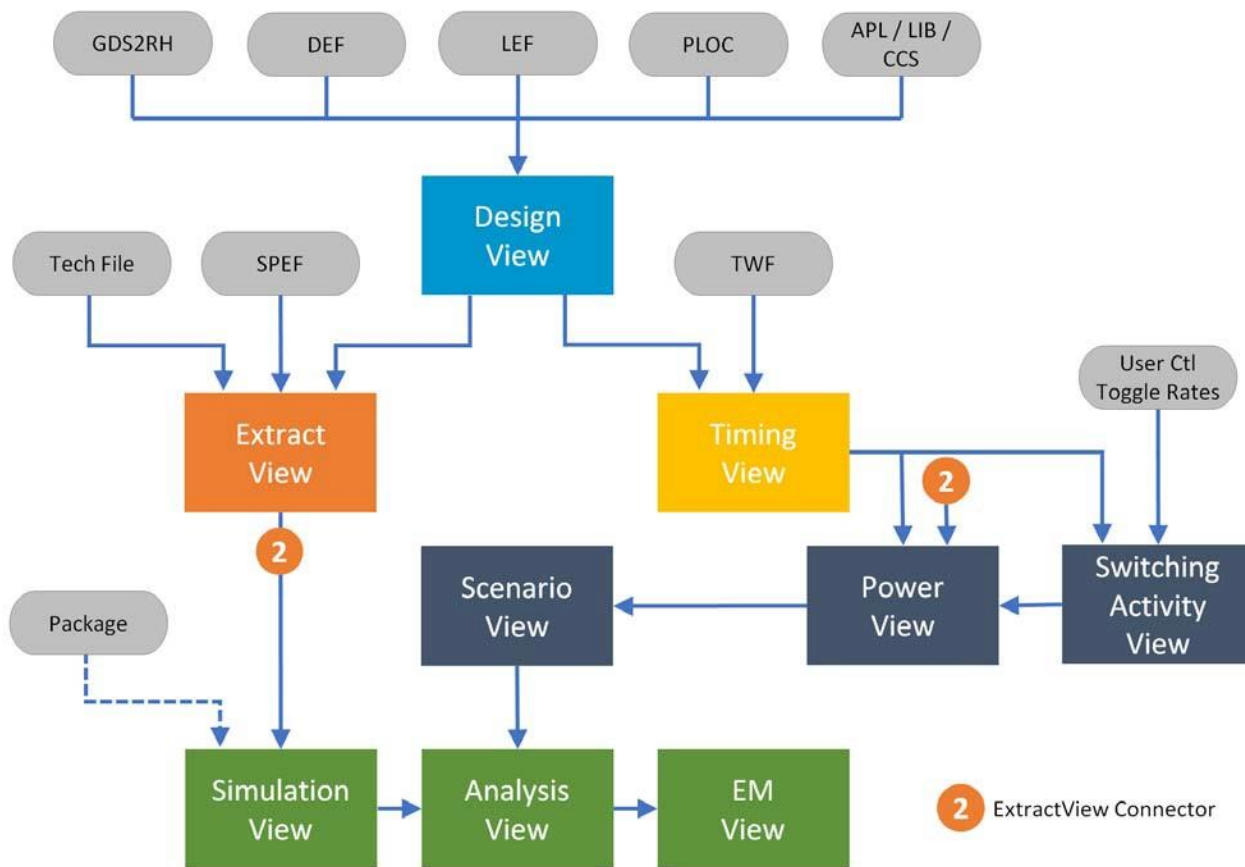 GDS2RH
DEF
LEF
PLOC
APL / LIB /
CCS
Design
View
Tech File
SPEF
TWF
User Ctl
Toggle Rates
Extract
View
Timing
View
2
2
Scenario
View
Power
View
Switching
Activity
View
Package
Simulation
View
Analysis
View
EM
View
2 ExtractView Connector